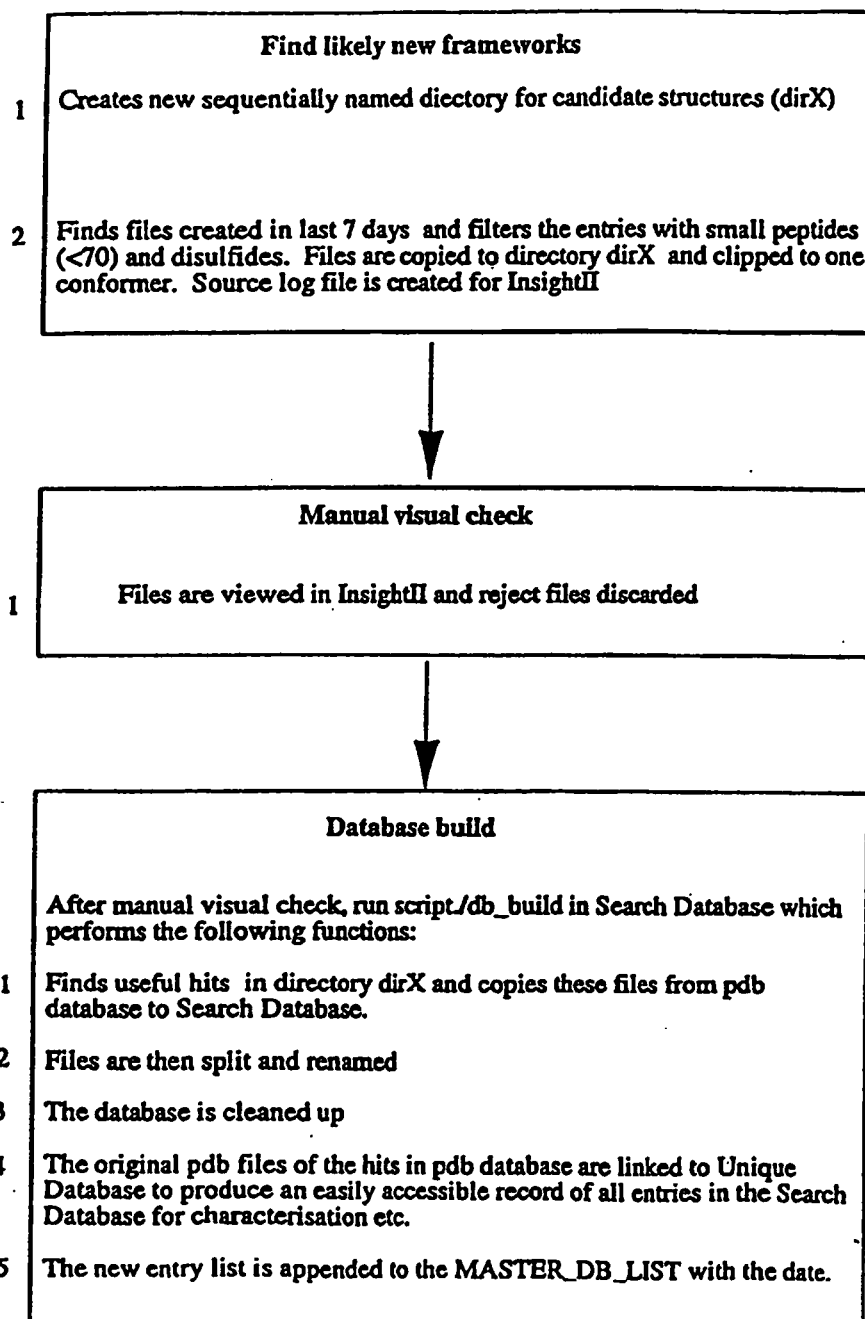 Find likely new frameworks
1 Creates new sequentially named diectory for candidate structures (dirX)
2 Finds files created in last 7 days and filters the entries with small peptides
(<70) and disulfides. Files are copied to directory dirX and clipped to one
conformer. Source log file is created for InsightII
Manual visual check
1 Files are viewed in InsightII and reject files discarded
Database build
After manual visual check, run script./db_build in Search Database which
performs the following functions:
1 Finds useful hits in directory dirX and copies these files from pdb
database to Search Database.
2 Files are then split and renamed
3 The database is cleaned up
4 The original pdb files of the hits in pdb database are linked to Unique
Database to produce an easily accessible record of all entries in the Search
Database for characterisation etc.
5 The new entry list is appended to the MASTER_DB_LIST with the date.